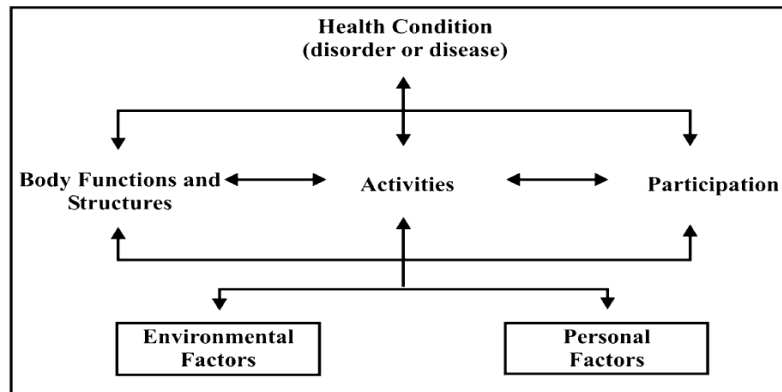 Health Condition
(disorder or disease)
Body Functions and
Structures
Activities
Participation
Environmental
Factors
Personal
Factors